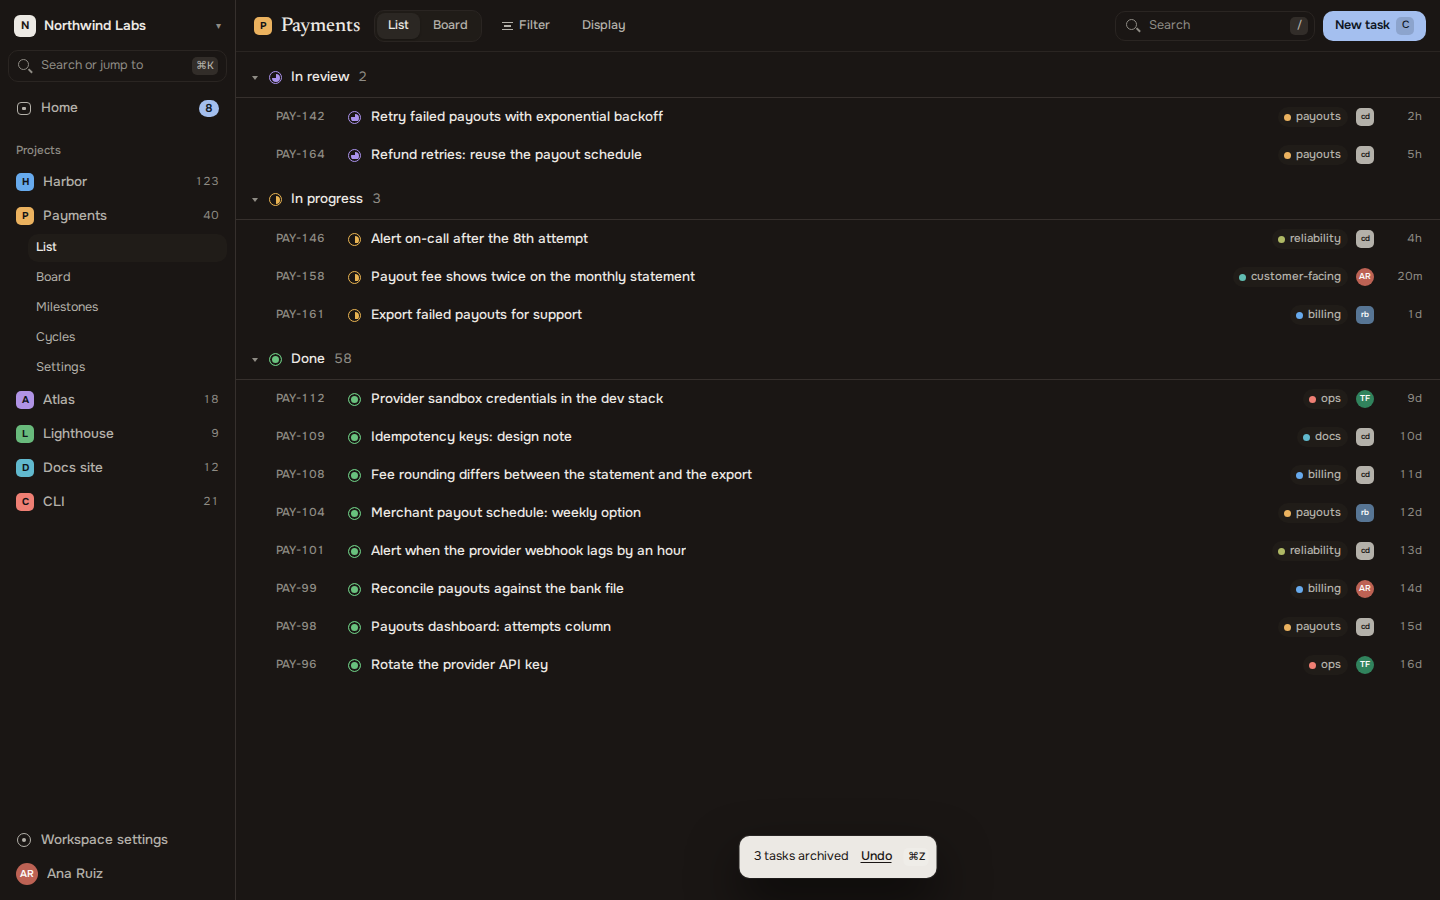 N Northwind Labs
Search or jump to ⌘K
Home 8
Projects
H Harbor 123
P Payments 40
List
Board
Milestones
Cycles
Settings
A Atlas 18
L Lighthouse 9
D Docs site 12
C CLI 21
Workspace settings
AR Ana Ruiz
P Payments List Board Filter Display Search / New task C
In review 2
PAY-142 Retry failed payouts with exponential backoff payouts cd 2h
PAY-164 Refund retries: reuse the payout schedule payouts cd 5h
In progress 3
PAY-146 Alert on-call after the 8th attempt reliability cd 4h
PAY-158 Payout fee shows twice on the monthly statement customer-facing AR 20m
PAY-161 Export failed payouts for support billing rb 1d
Done 58
PAY-112 Provider sandbox credentials in the dev stack ops TF 9d
PAY-109 Idempotency keys: design note docs cd 10d
PAY-108 Fee rounding differs between the statement and the export billing cd 11d
PAY-104 Merchant payout schedule: weekly option payouts rb 12d
PAY-101 Alert when the provider webhook lags by an hour reliability cd 13d
PAY-99 Reconcile payouts against the bank file billing AR 14d
PAY-98 Payouts dashboard: attempts column payouts cd 15d
PAY-96 Rotate the provider API key ops TF 16d
3 tasks archived Undo ⌘Z